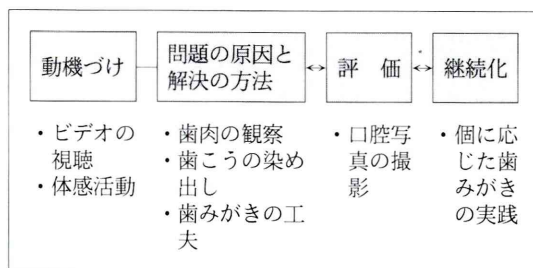 動機づけ
問題の原因と
解決の方法
↔
評　価
↔
継続化
・ビデオの
視聴
・体感活動
・歯肉の観察
・歯こうの染め
出し
・歯みがきの工
夫
・口腔写
真の撮
影
・個に応
じた歯
みがき
の実践